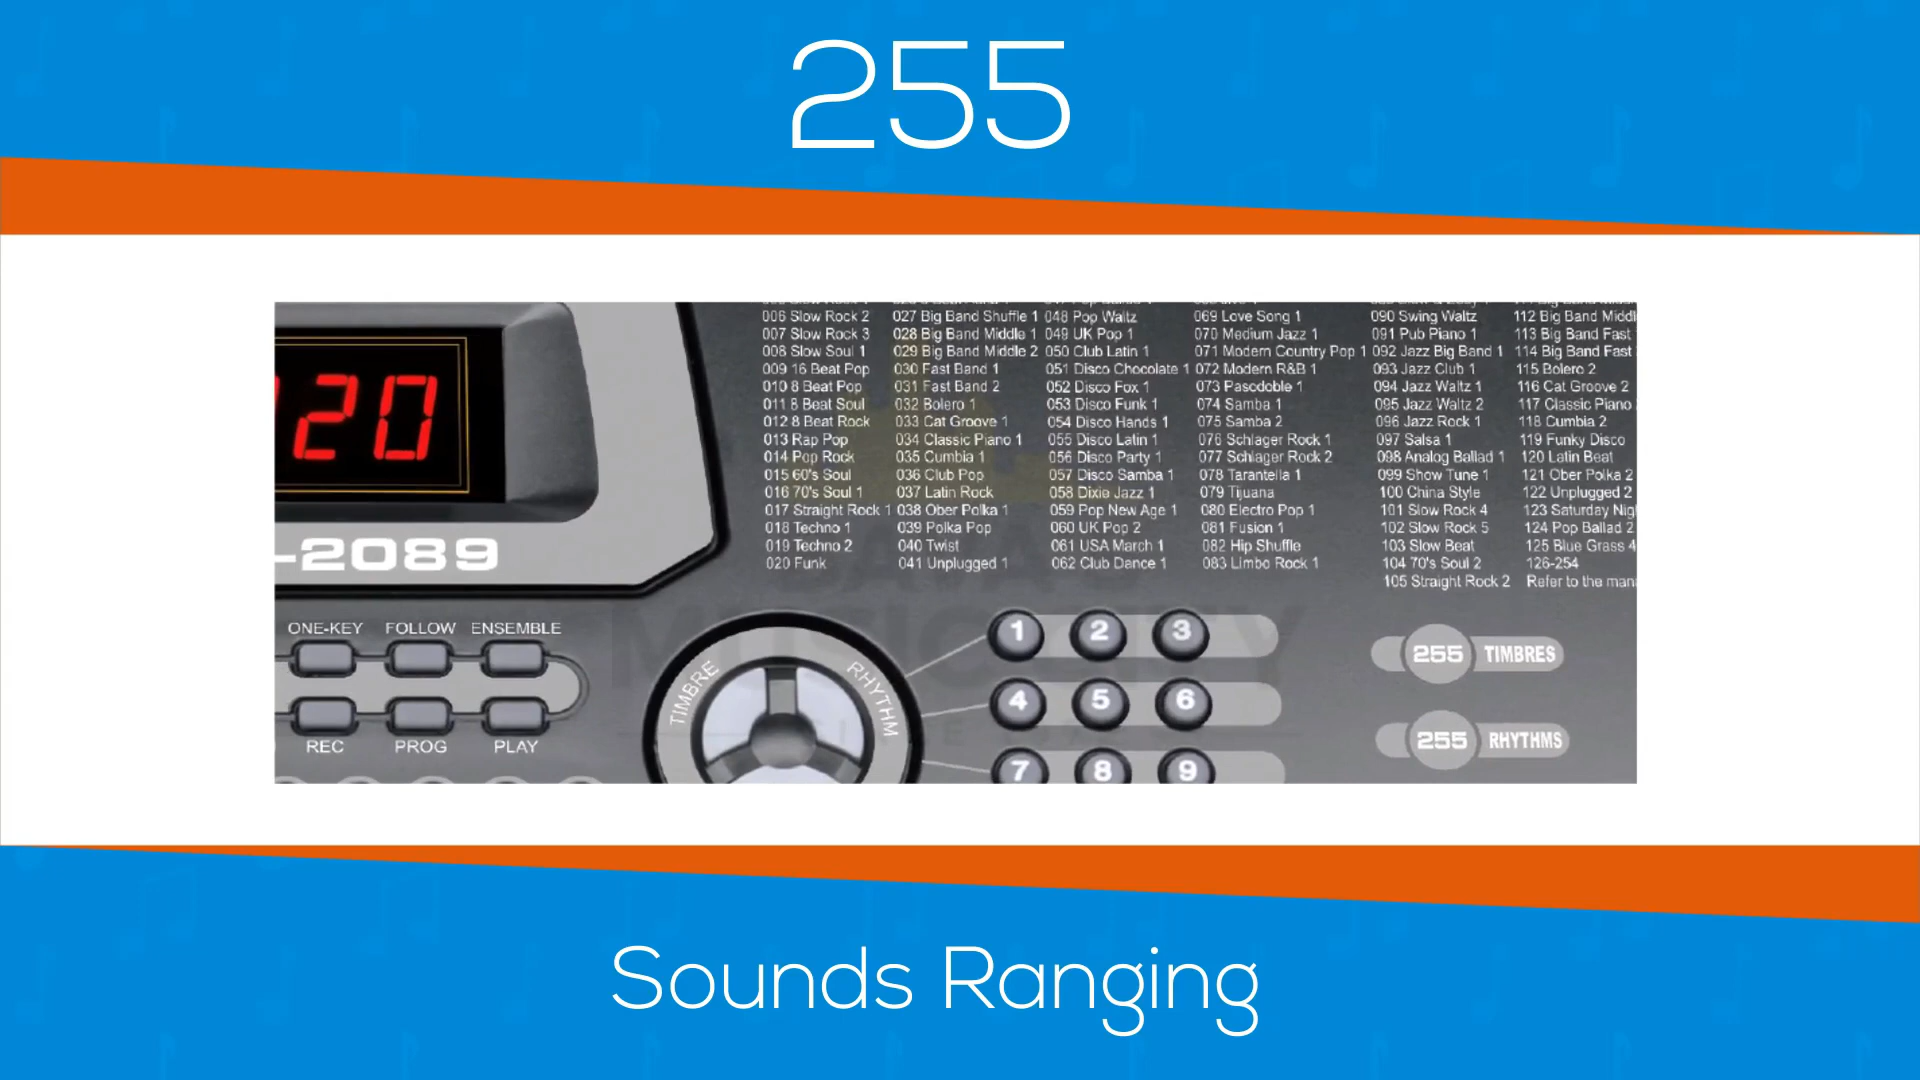 255
006 Slow Rock 2
007 Slow Rock 3
008 Slow Soul 1
009 16 Beat Pop
010 8 Beat Pop
011 8 Beat Soul
012 8 Beat Rock
013 Rap Pop
014 Pop Rock
015 60's Soul
016 70's Soul 1
017 Straight Rock 1
018 Techno 1
019 Techno 2
020 Funk
027 Big Band Shuffle 1
028 Big Band Middle 1
029 Big Band Middle 2
030 Fast Band 1
031 Fast Band 2
032 Bolero 1
033 Cat Groove 1
034 Classic Piano 1
035 Cumbia 1
036 Club Pop
037 Latin Rock
038 Ober Polka 1
039 Polka Pop
040 Twist
041 Unplugged 1
048 Pop Waltz
049 UK Pop 1
050 Club Latin 1
051 Disco Chocolate 1
052 Disco Fox 1
053 Disco Funk 1
054 Disco Hands 1
055 Disco Latin 1
056 Disco Party 1
057 Disco Samba 1
058 Dixie Jazz 1
059 Pop New Age 1
060 UK Pop 2
061 USA March 1
062 Club Dance 1
069 Love Song 1
070 Medium Jazz 1
071 Modern Country Pop 1
072 Modern R&B 1
073 Pasodoble 1
074 Samba 1
075 Samba 2
076 Schlager Rock 1
077 Schlager Rock 2
078 Tarantella 1
079 Tijuana
080 Electro Pop 1
081 Fusion 1
082 Hip Shuffle
083 Limbo Rock 1
090 Swing Waltz
091 Pub Piano 1
092 Jazz Big Band 1
093 Jazz Club 1
094 Jazz Waltz 1
095 Jazz Waltz 2
096 Jazz Rock 1
097 Salsa 1
098 Analog Ballad 1
099 Show Tune 1
100 China Style
101 Slow Rock 4
102 Slow Rock 5
103 Slow Beat
104 70's Soul 2
105 Straight Rock 2
112 Big Band
113 Big Band Fast
114 Big Band Fast
115 Bolero 2
116 Cat Groove 2
117 Classic Piano
118 Cumbia 2
119 Funky Disco
120 Latin Beat
121 Ober Polka 2
122 Unplugged 2
123 Saturday
124 Pop Ballad 2
125 Blue Grass 4
126-254
Refer to the
20
-2089
ONE-KEY FOLLOW ENSEMBLE
REC PROG PLAY
TIMBRE RHYTHM
1 2 3
4 5 6
7 8 9
255 TIMBRES
255 RHYTHMS
MUSIC CITY
Sounds Ranging